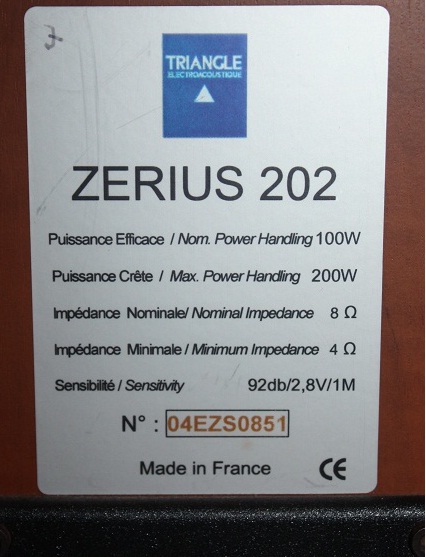 TRIANGLE
ELECTROACOUSTIQUE
ZERIUS 202
Puissance Efficace / Nom. Power Handling 100W
Puissance Crête / Max. Power Handling 200W
Impédance Nominale/ Nominal Impedance 8 Ω
Impédance Minimale / Minimum Impedance 4 Ω
Sensibilité / Sensitivity 92db/2,8V/1M
N° : 04EZS0851
Made in France CE